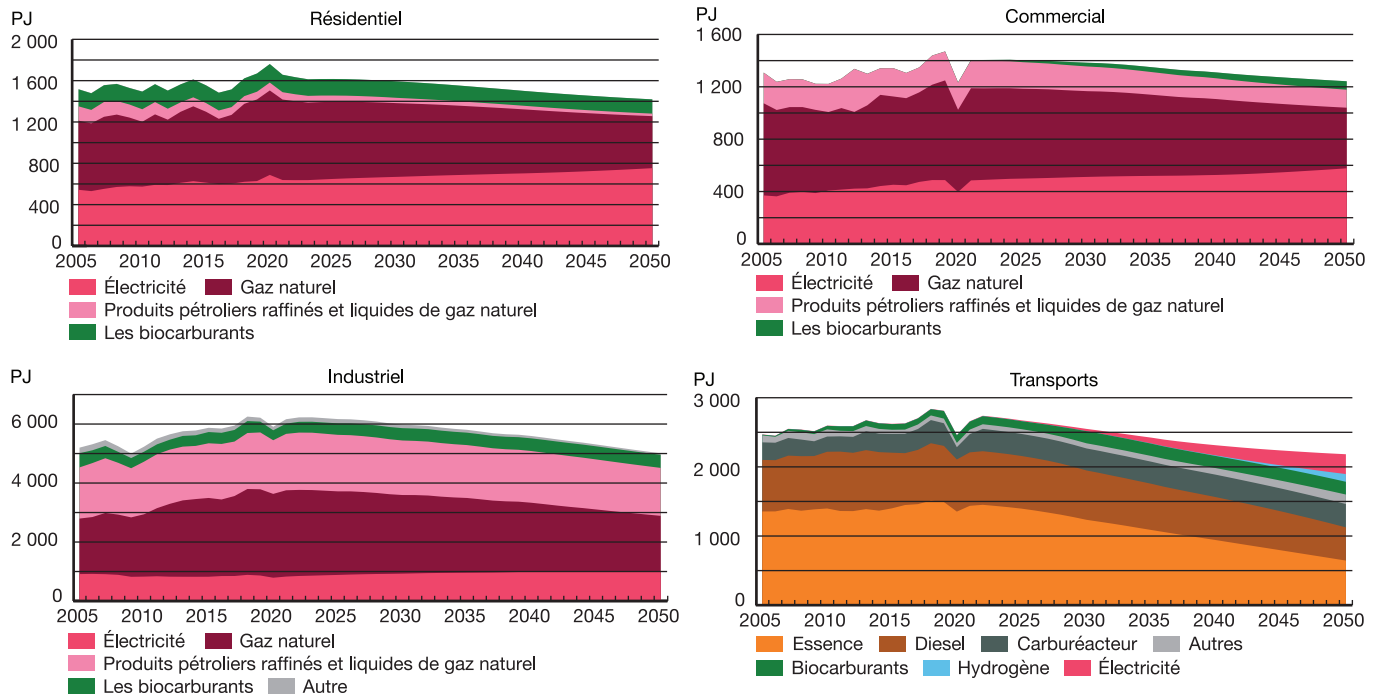 PJ
Résidentiel
2 000
1 600
1 200
800
400
0
2005 2010 2015 2020 2025 2030 2035 2040 2045 2050
Électricité Gaz naturel
Produits pétroliers raffinés et liquides de gaz naturel
Les biocarburants
PJ
Commercial
1 600
1 200
800
400
0
2005 2010 2015 2020 2025 2030 2035 2040 2045 2050
Électricité Gaz naturel
Produits pétroliers raffinés et liquides de gaz naturel
Les biocarburants
PJ
Industriel
6 000
4 000
2 000
0
2005 2010 2015 2020 2025 2030 2035 2040 2045 2050
Électricité Gaz naturel
Produits pétroliers raffinés et liquides de gaz naturel
Les biocarburants Autre
PJ
Transports
3 000
2 000
1 000
0
2005 2010 2015 2020 2025 2030 2035 2040 2045 2050
Essence Diesel Carburéacteur Autres
Biocarburants Hydrogène Électricité